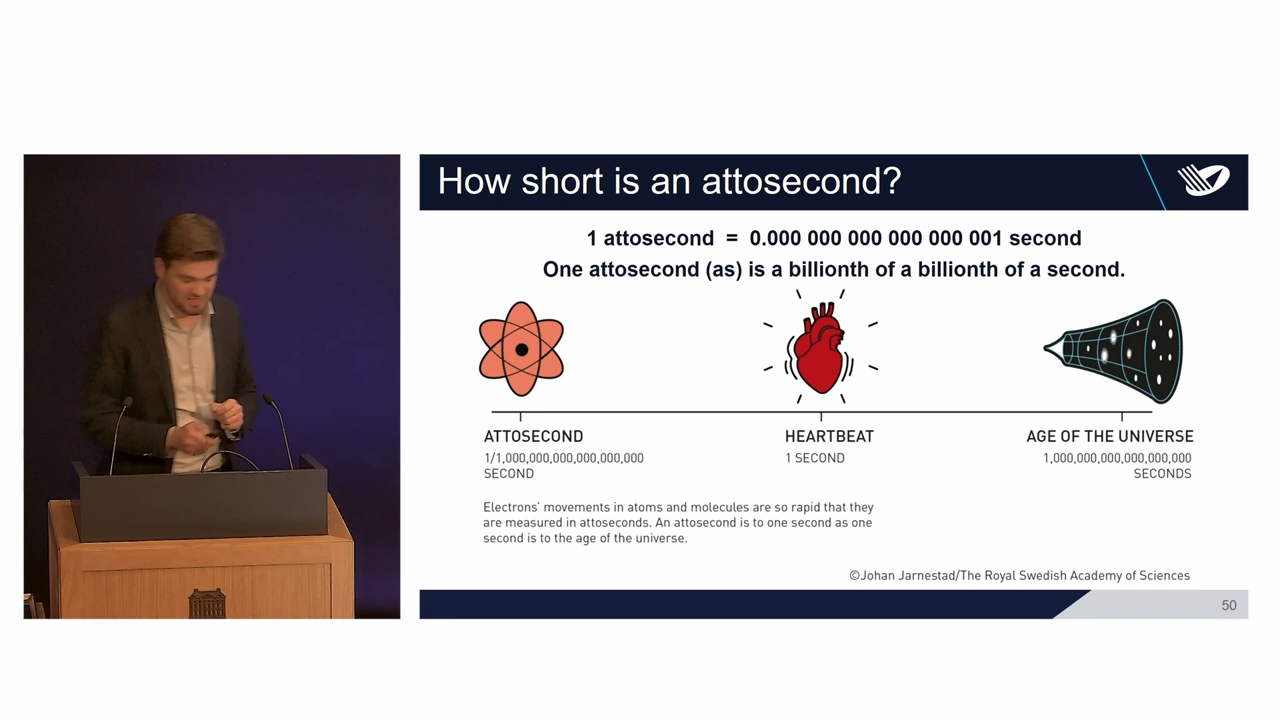 How short is an attosecond?
1 attosecond = 0.000 000 000 000 000 001 second
One attosecond (as) is a billionth of a billionth of a second.
ATTOSECOND
1/1,000,000,000,000,000,000
SECOND
HEARTBEAT
1 SECOND
AGE OF THE UNIVERSE
1,000,000,000,000,000,000
SECONDS
Electrons’ movements in atoms and molecules are so rapid that they
are measured in attoseconds. An attosecond is to one second as one
second is to the age of the universe.
©Johan Jarnestad/The Royal Swedish Academy of Sciences
50